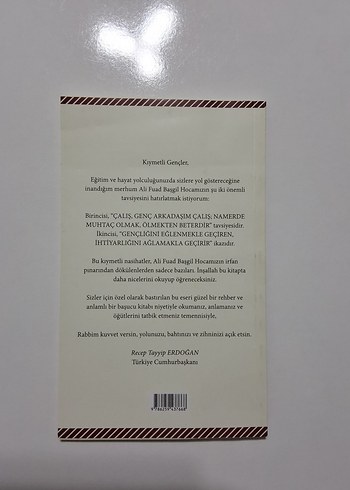 Kıymetli Gençler,
Eğitim ve hayat yolculuğunuzda sizlere yol göstereceğine
inandığım merhum Ali Fuad Başgil Hocamızın şu iki önemli
tavsiyesini hatırlatmak istiyorum:
Birincisi, "ÇALIŞ, GENÇ ARKADAŞIM ÇALIŞ; NAMERDE
MUHTAÇ OLMAK, ÖLMEKTEN BETERDİR" tavsiyesidir.
İkincisi, "GENÇLİĞİNİ EĞLENMEKLE GEÇİREN,
İHTİYARLIĞINI AĞLAMAKLA GEÇİRİR" ikazıdır.
Bu kıymetli nasihatler, Ali Fuad Başgil Hocamızın irfan
pınarından dökülenlerden sadece bazıları. İnşallah bu kitapta
daha nicelerini okuyup öğreneceksiniz.
Sizler için özel olarak bastırılan bu eseri güzel bir rehber ve
anlamlı bir başucu kitabı niyetiyle okumanız, anlamanız ve
öğütlerini tatbik etmeniz temennisiyle,
Rabbim kuvvet versin, yolunuzu, bahtınızı ve zihninizi açık etsin.
Recep Tayyip ERDOĞAN
Türkiye Cumhurbaşkanı